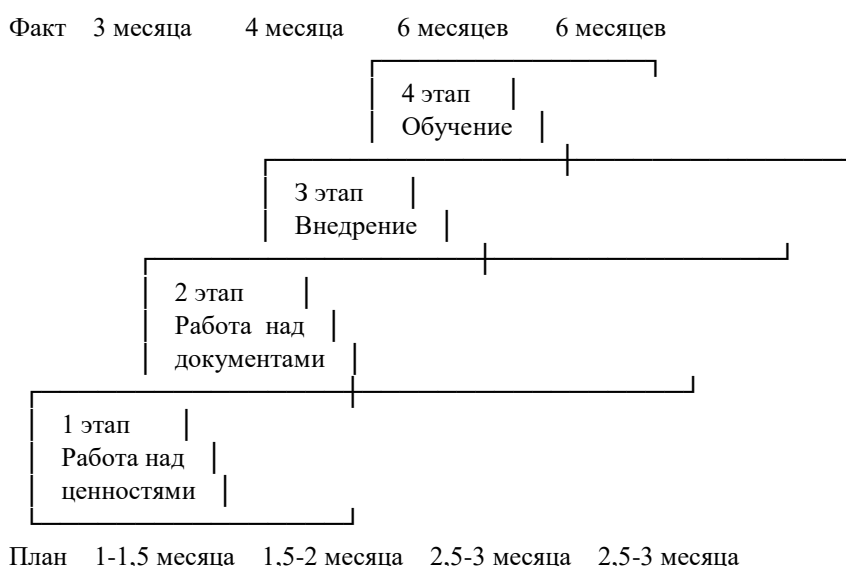 Факт 3 месяца 4 месяца 6 месяцев 6 месяцев
4 этап
Обучение
3 этап
Внедрение
2 этап
Работа над
документами
1 этап
Работа над
ценностями
План 1-1,5 месяца 1,5-2 месяца 2,5-3 месяца 2,5-3 месяца